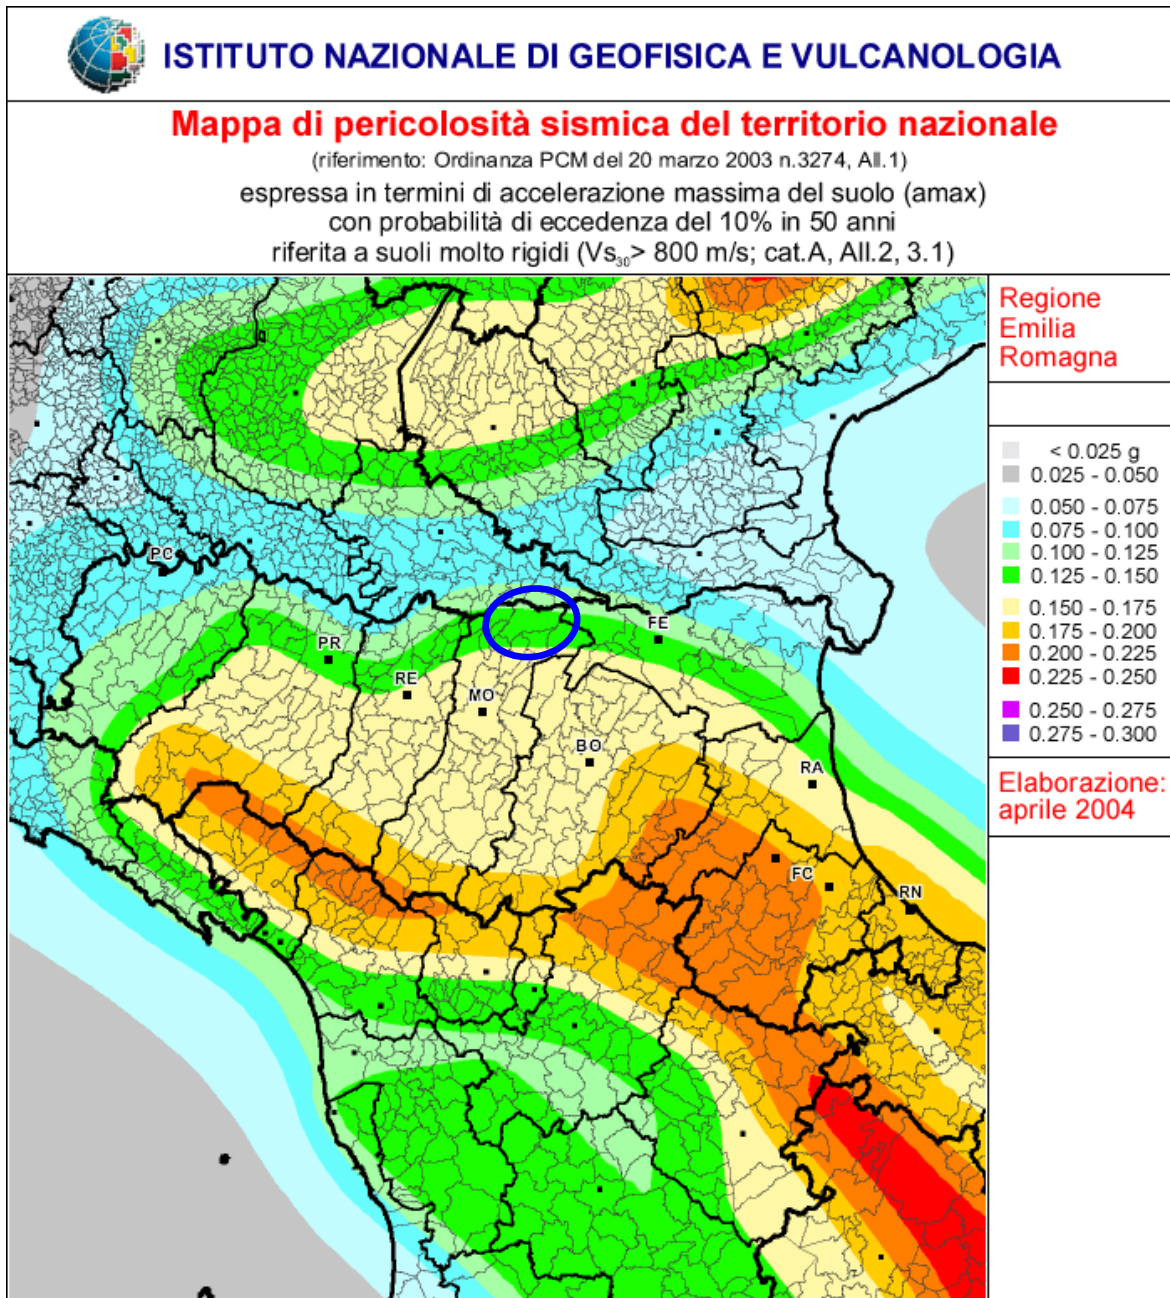 ISTITUTO NAZIONALE DI GEOFISICA E VULCANOLOGIA
Mappa di pericolosità sismica del territorio nazionale
(riferimento: Ordinanza PCM del 20 marzo 2003 n.3274, All.1)
espressa in termini di accelerazione massima del suolo (amax)
con probabilità di eccedenza del 10% in 50 anni
riferita a suoli molto rigidi (Vs₃₀> 800 m/s; cat.A, All.2, 3.1)
Regione
Emilia
Romagna
< 0.025 g
0.025 - 0.050
0.050 - 0.075
0.075 - 0.100
0.100 - 0.125
0.125 - 0.150
0.150 - 0.175
0.175 - 0.200
0.200 - 0.225
0.225 - 0.250
0.250 - 0.275
0.275 - 0.300
Elaborazione:
aprile 2004
PC
PR
RE
MO
FE
BO
RA
FC
RN